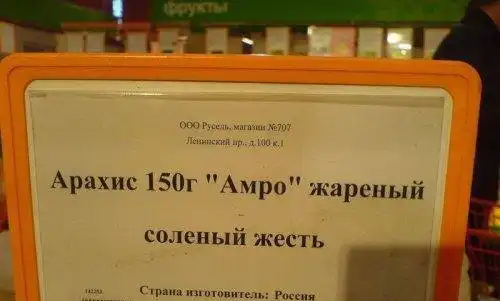 фрукты
ООО Русель, магазин №707
Ленинский пр., д.100 к.1
Арахис 150г "Амро" жареный
соленый жесть
Страна изготовитель: Россия